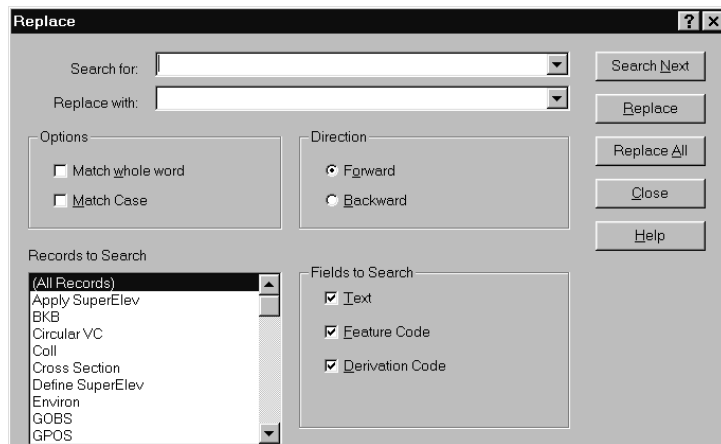 Replace
Search for:
Replace with:
Search Next
Replace
Replace All
Close
Help
Options
Match whole word
Match Case
Direction
Forward
Backward
Records to Search
(All Records)
Apply SuperElev
BKB
Circular VC
Coll
Cross Section
Define SuperElev
Environ
GOBS
GPOS
Fields to Search
Text
Feature Code
Derivation Code